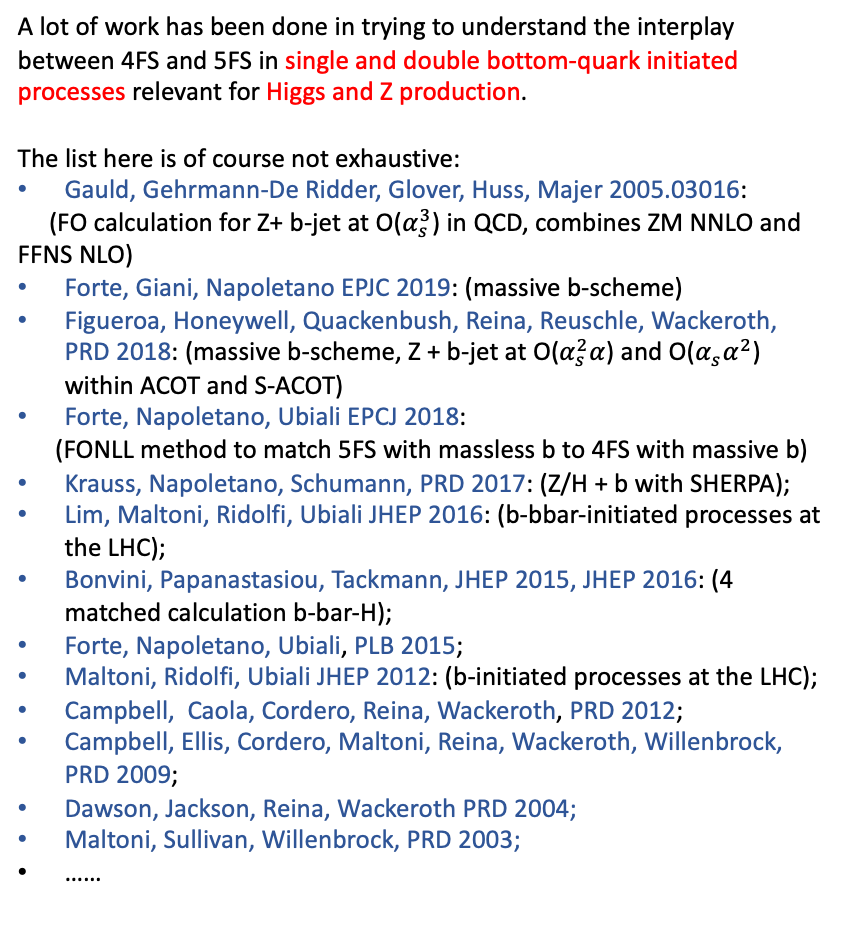 A lot of work has been done in trying to understand the interplay
between 4FS and 5FS in single and double bottom-quark initiated
processes relevant for Higgs and Z production.
The list here is of course not exhaustive:
• Gauld, Gehrmann-De Ridder, Glover, Huss, Majer 2005.03016:
(FO calculation for Z+ b-jet at O(α_s^3) in QCD, combines ZM NNLO and
FFNS NLO)
• Forte, Giani, Napoletano EPJC 2019: (massive b-scheme)
• Figueroa, Honeywell, Quackenbush, Reina, Reuschle, Wackeroth,
PRD 2018: (massive b-scheme, Z + b-jet at O(α_s^2 α) and O(α_s α^2)
within ACOT and S-ACOT)
• Forte, Napoletano, Ubiali EPCJ 2018:
(FONLL method to match 5FS with massless b to 4FS with massive b)
• Krauss, Napoletano, Schumann, PRD 2017: (Z/H + b with SHERPA);
• Lim, Maltoni, Ridolfi, Ubiali JHEP 2016: (b-bbar-initiated processes at
the LHC);
• Bonvini, Papanastasiou, Tackmann, JHEP 2015, JHEP 2016: (4
matched calculation b-bar-H);
• Forte, Napoletano, Ubiali, PLB 2015;
• Maltoni, Ridolfi, Ubiali JHEP 2012: (b-initiated processes at the LHC);
• Campbell, Caola, Cordero, Reina, Wackeroth, PRD 2012;
• Campbell, Ellis, Cordero, Maltoni, Reina, Wackeroth, Willenbrock,
PRD 2009;
• Dawson, Jackson, Reina, Wackeroth PRD 2004;
• Maltoni, Sullivan, Willenbrock, PRD 2003;
• ......